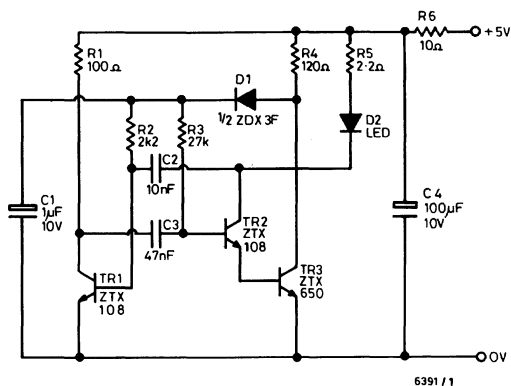 R6
10Ω
+5V
R1
100Ω
R4
120Ω
R5
2·2Ω
D1
1/2 ZDX 3F
D2
LED
R2
2k2
R3
27k
C2
10nF
C1
1µF
10V
C3
47nF
TR2
ZTX
108
C4
100µF
10V
TR1
ZTX
108
TR3
ZTX
650
0V
6391/1